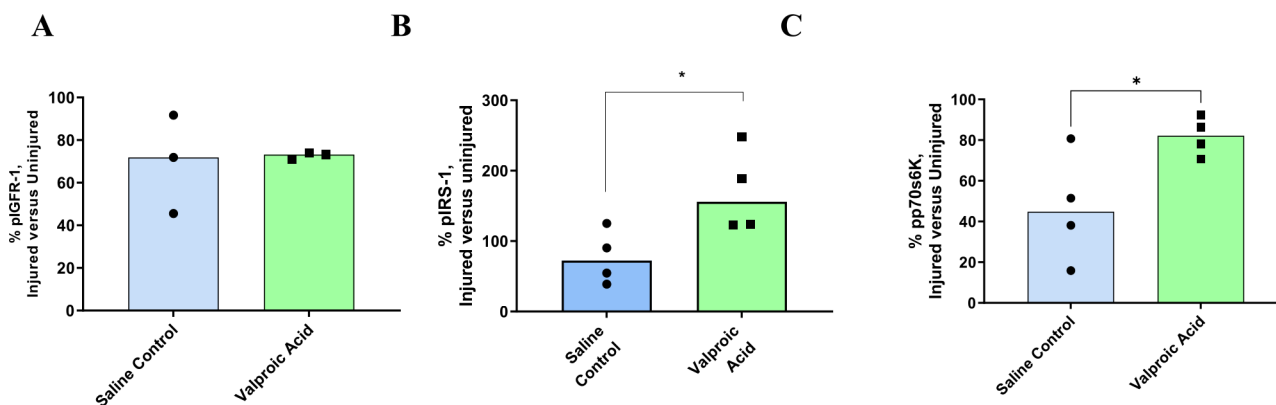 A
B
C
% pIGFR-1,
Injured versus uninjured
100
80
60
40
20
0
Saline Control
Valproic Acid
*
% pIRS-1,
Injured versus uninjured
300
200
100
0
Saline
Control
Valproic
Acid
*
% pp70s6K,
Injured versus Uninjured
100
80
60
40
20
0
Saline Control
Valproic Acid